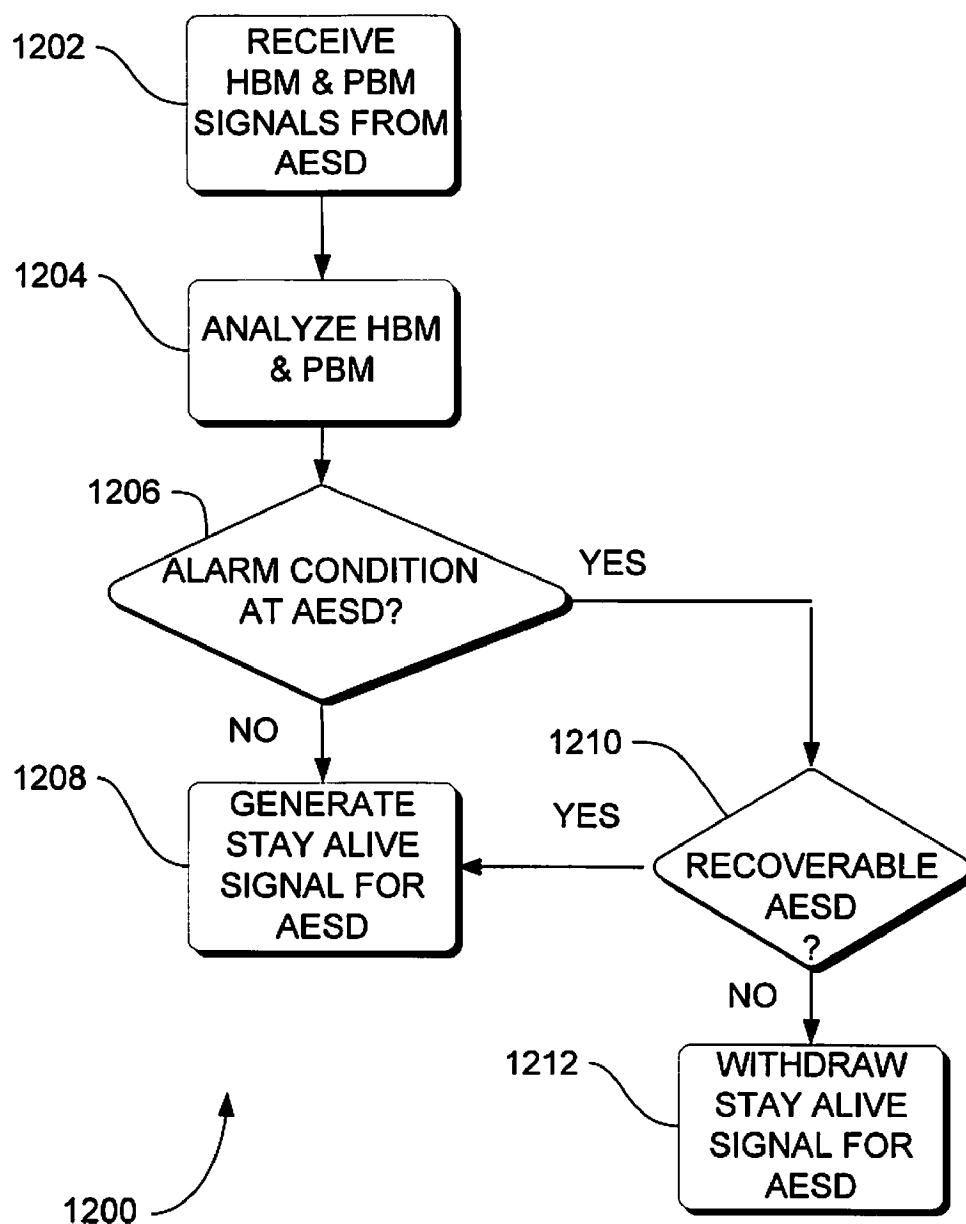 1202
RECEIVE
HBM & PBM
SIGNALS FROM
AESD
1204
ANALYZE HBM
& PBM
1206
ALARM CONDITION
AT AESD?
YES
NO
1208
GENERATE
STAY ALIVE
SIGNAL FOR
AESD
YES
1210
RECOVERABLE
AESD
?
NO
1212
WITHDRAW
STAY ALIVE
SIGNAL FOR
AESD
1200